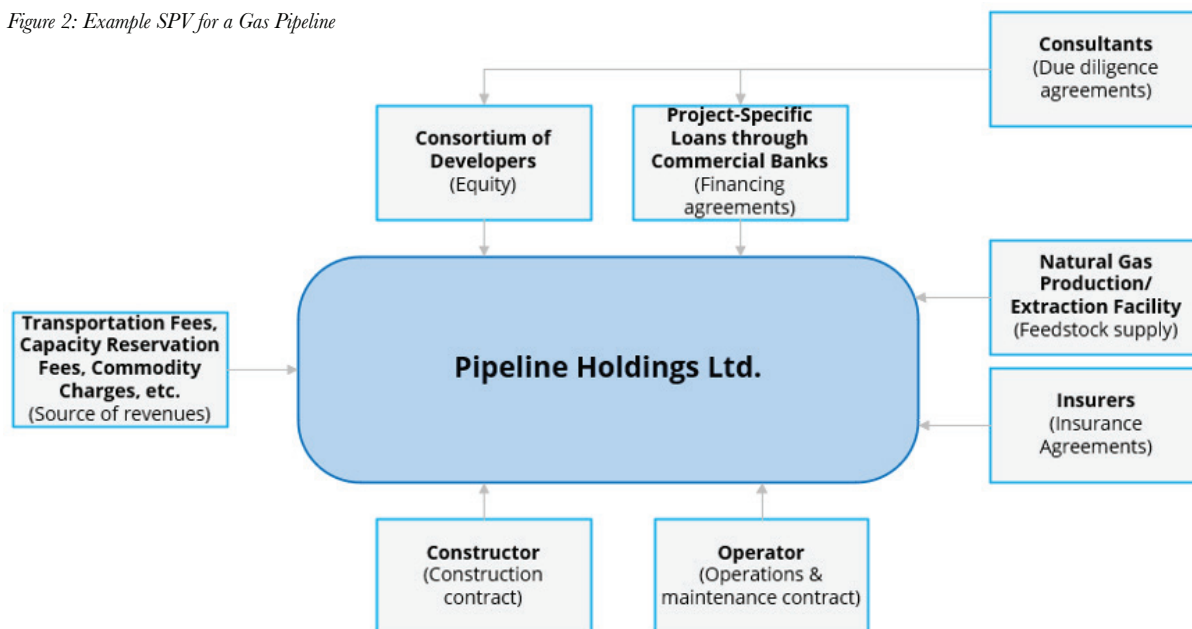 Figure 2: Example SPV for a Gas Pipeline
Consultants
(Due diligence
agreements)
Consortium of
Developers
(Equity)
Project-Specific
Loans through
Commercial Banks
(Financing
agreements)
Natural Gas
Production/
Extraction Facility
(Feedstock supply)
Transportation Fees,
Capacity Reservation
Fees, Commodity
Charges, etc.
(Source of revenues)
Pipeline Holdings Ltd.
Insurers
(Insurance
Agreements)
Constructor
(Construction
contract)
Operator
(Operations &
maintenance contract)